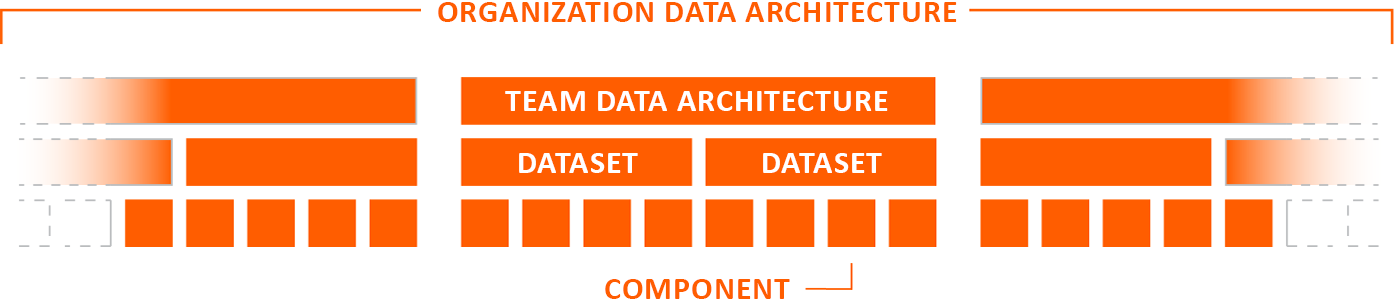 ORGANIZATION DATA ARCHITECTURE
TEAM DATA ARCHITECTURE
DATASET DATASET
COMPONENT